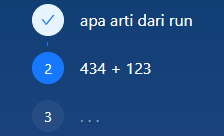 apa arti dari run
2 434 + 123
3 ...